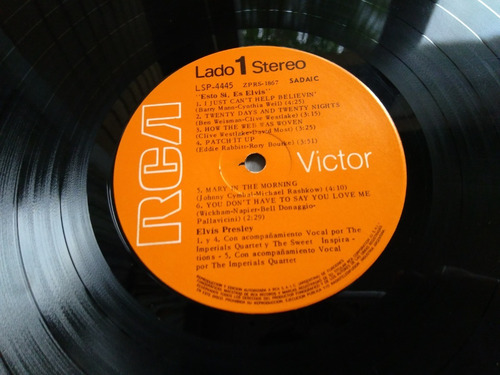 Lado 1 Stereo
LSP-4445 ZPRS-1867 SADAIC
"Esto Si, Es Elvis"
1. I JUST CAN'T HELP BELIEVIN'
(Barry Mann-Cynthia Weil) (4:25)
2. TWENTY DAYS AND TWENTY NIGHTS
(Ben Weisman-Clive Westlake) (3:15)
3. HOW THE WEB WAS WOVEN
(Clive Westlake-David Most) (3:25)
4. PATCH IT UP
(Eddie Rabbitt-Rory Bourke) (3:51)
RCA
Victor
5. MARY IN THE MORNING
(Johnny Cymbal-Michael Rashkow) (4:10)
6. YOU DON'T HAVE TO SAY YOU LOVE ME
(Wickham-Napier-Bell Donaggio-
Pallavicini) (2:20)
Elvis Presley
1. y 4. Con acompañamiento Vocal por The
Imperials Quartet y The Sweet Inspira -
tions - 5. Con acompañamiento Vocal
por The Imperials Quartet